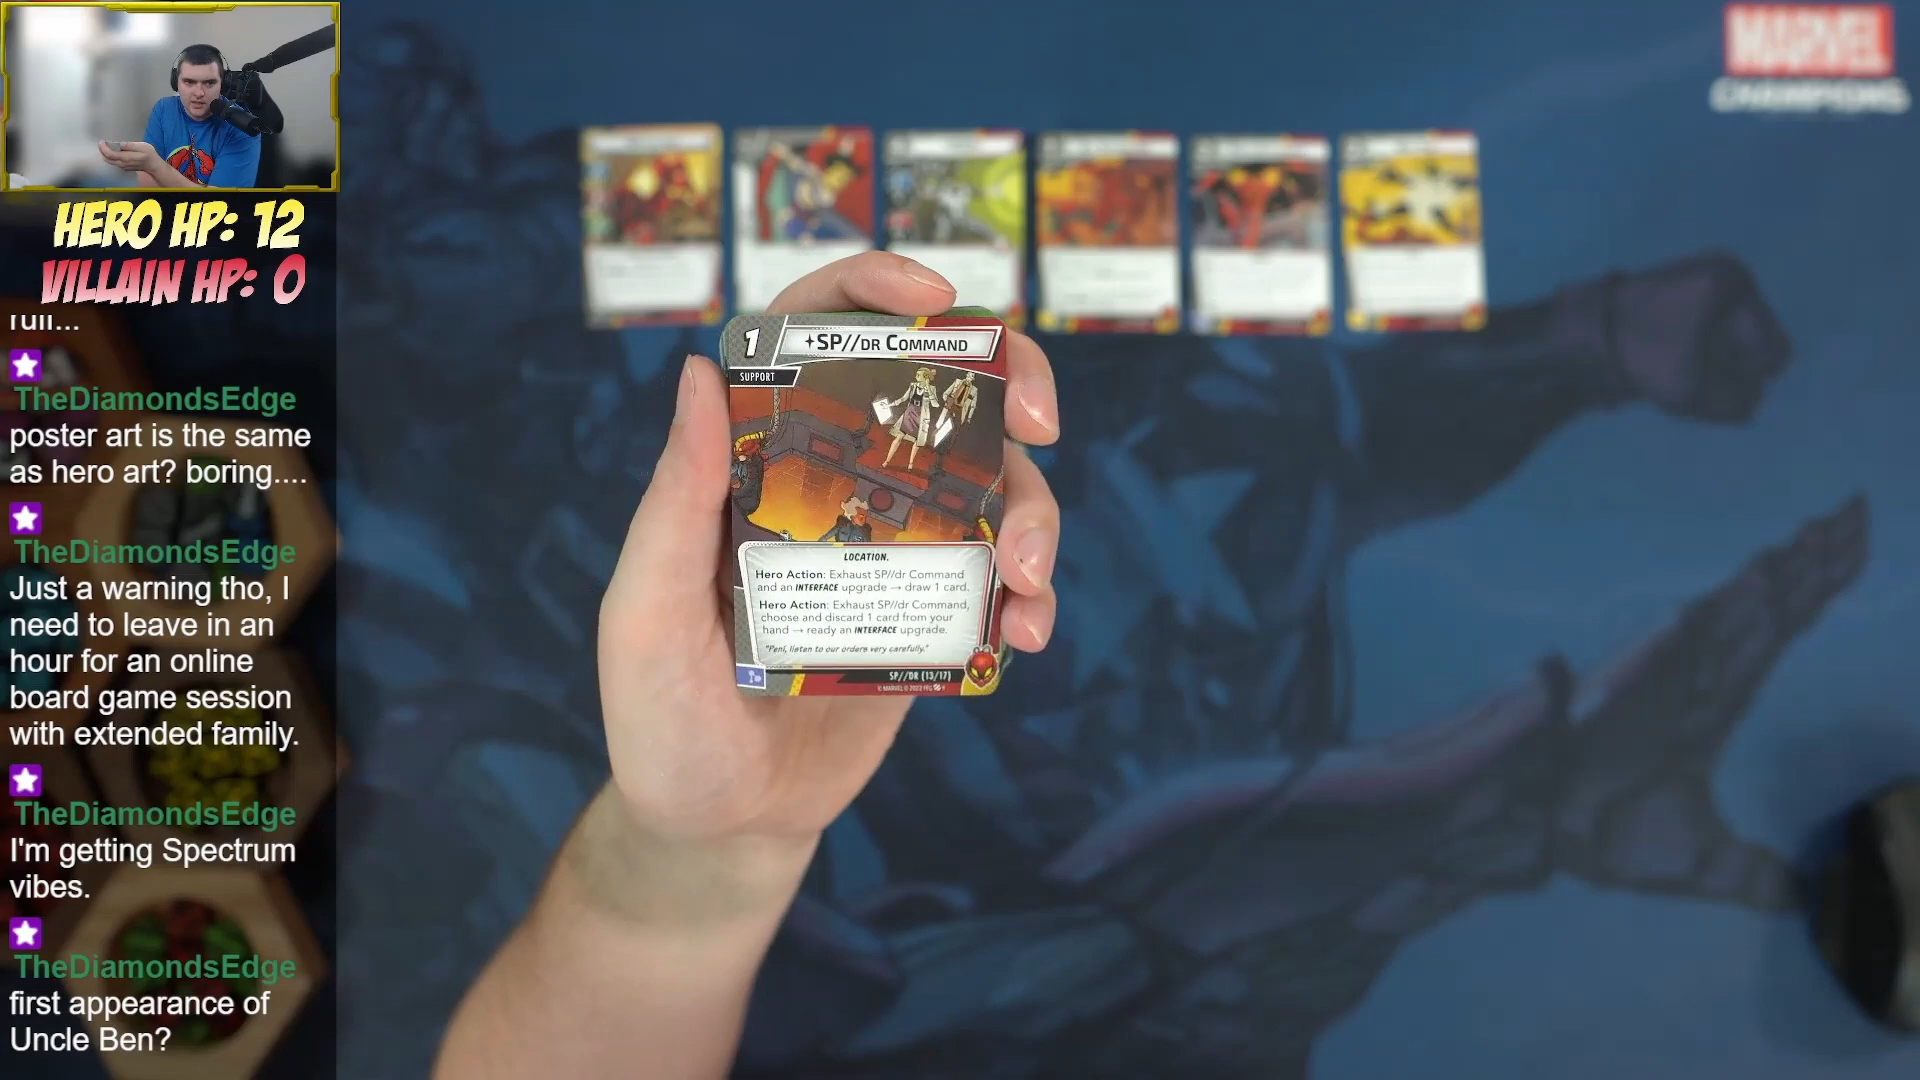 HERO HP: 12
VILLAIN HP: 0
TheDiamondsEdge
poster art is the same
as hero art? boring....
TheDiamondsEdge
Just a warning tho, I
need to leave in an
hour for an online
board game session
with extended family.
TheDiamondsEdge
I'm getting Spectrum
vibes.
TheDiamondsEdge
first appearance of
Uncle Ben?
MARVEL
CHAMPIONS
1
SP//DR COMMAND
SUPPORT
LOCATION.
Hero Action: Exhaust SP//dr Command
and an INTERFACE upgrade → draw 1 card.
Hero Action: Exhaust SP//dr Command,
choose and discard 1 card from your
hand → ready an INTERFACE upgrade.
"Peni, listen to our orders very carefully."
SP//DR (13/17)